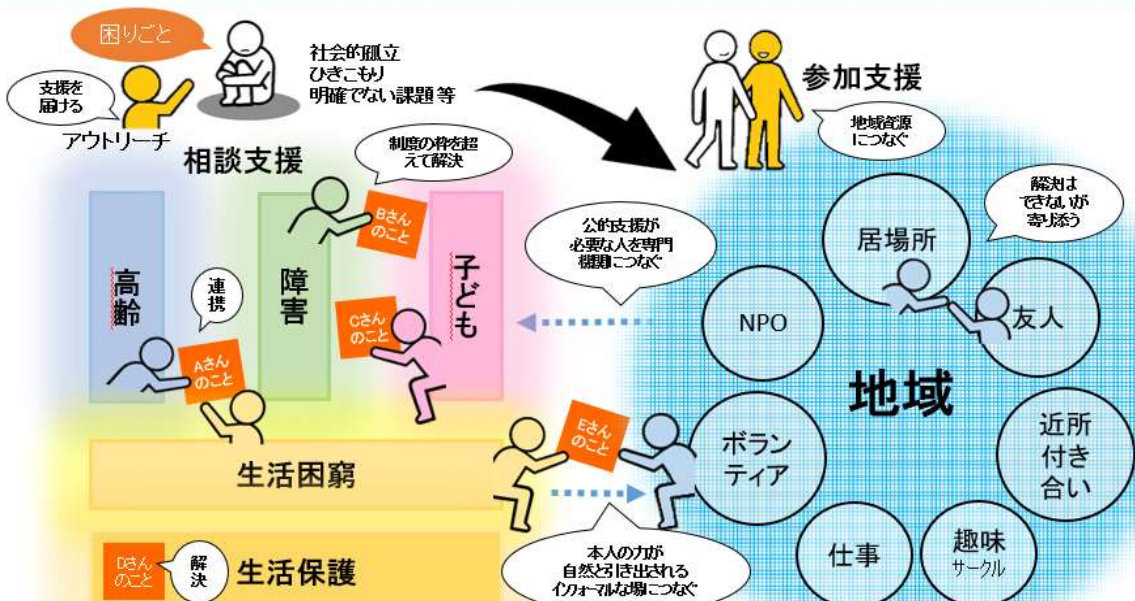 困りごと
支援を
届ける
アウトリーチ
社会的孤立
ひきこもり
明確でない課題等
相談支援
制度の枠を超
えて解決
高齢
障害
子ども
連
携
Aさん
のこと
Bさん
のこと
Cさん
のこと
生活困窮
Dさん
のこと
解
決
生活保護
参加支援
地域資源
につなぐ
解決は
できないが
寄り添う
公的支援が
必要な人を専門
機関につなぐ
居場所
NPO
友人
地域
Eさん
のこと
ボラン
ティア
近所
付き
合い
仕事
趣味
サークル
本人の力が
自然と引き出される
インフォーマルな場につなぐ